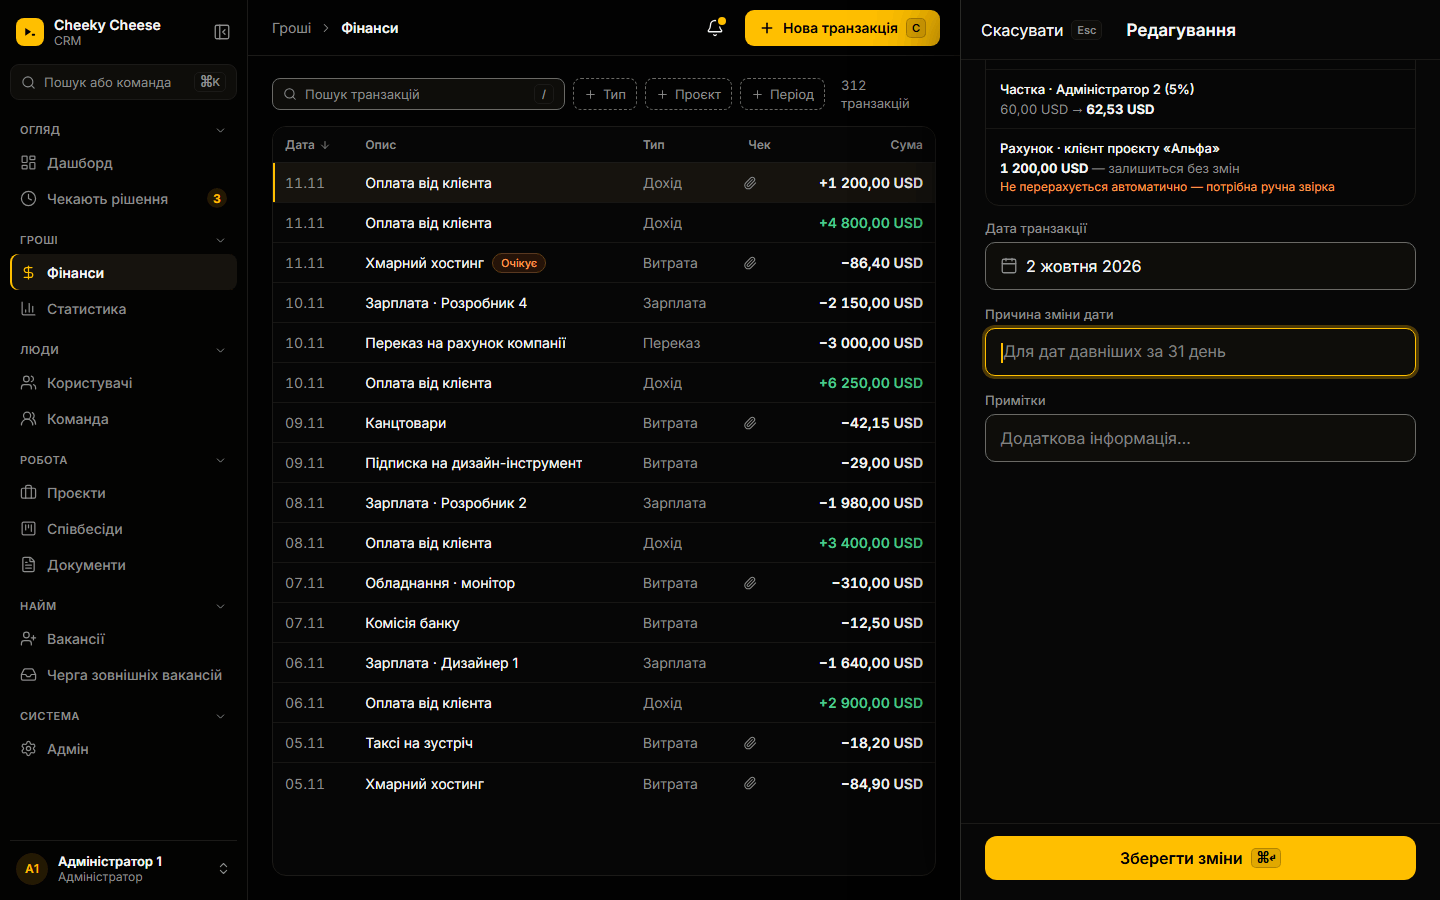 Cheeky Cheese
CRM
Пошук або команда ⌘K
ОГЛЯД
Дашборд
Чекають рішення 3
ГРОШІ
Фінанси
Статистика
ЛЮДИ
Користувачі
Команда
РОБОТА
Проєкти
Співбесіди
Документи
НАЙМ
Вакансії
Черга зовнішніх вакансій
СИСТЕМА
Адмін
A1 Адміністратор 1
Адміністратор
Гроші > Фінанси
+ Нова транзакція C
Пошук транзакцій /
+ Тип
+ Проєкт
+ Період
312 транзакцій
Дата ↓ Опис Тип Чек Сума
11.11 Оплата від клієнта Дохід +1 200,00 USD
11.11 Оплата від клієнта Дохід +4 800,00 USD
11.11 Хмарний хостинг Очікує Витрата −86,40 USD
10.11 Зарплата · Розробник 4 Зарплата −2 150,00 USD
10.11 Переказ на рахунок компанії Переказ −3 000,00 USD
10.11 Оплата від клієнта Дохід +6 250,00 USD
09.11 Канцтовари Витрата −42,15 USD
09.11 Підписка на дизайн-інструмент Витрата −29,00 USD
08.11 Зарплата · Розробник 2 Зарплата −1 980,00 USD
08.11 Оплата від клієнта Дохід +3 400,00 USD
07.11 Обладнання · монітор Витрата −310,00 USD
07.11 Комісія банку Витрата −12,50 USD
06.11 Зарплата · Дизайнер 1 Зарплата −1 640,00 USD
06.11 Оплата від клієнта Дохід +2 900,00 USD
05.11 Таксі на зустріч Витрата −18,20 USD
05.11 Хмарний хостинг Витрата −84,90 USD
Скасувати Esc Редагування
Частка · Адміністратор 2 (5%)
60,00 USD → 62,53 USD
Рахунок · клієнт проєкту «Альфа»
1 200,00 USD — залишиться без змін
Не перерахується автоматично — потрібна ручна звірка
Дата транзакції
2 жовтня 2026
Причина зміни дати
Для дат давніших за 31 день
Примітки
Додаткова інформація...
Зберегти зміни ⌘↵